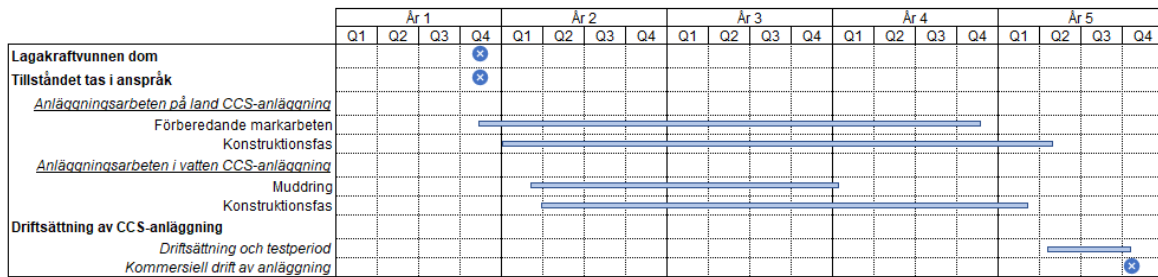 År 1 År 2 År 3 År 4 År 5
Q1 Q2 Q3 Q4 Q1 Q2 Q3 Q4 Q1 Q2 Q3 Q4 Q1 Q2 Q3 Q4 Q1 Q2 Q3 Q4
Lagakraftvunnen dom
Tillståndet tas i anspråk
Anläggningsarbeten på land CCS-anläggning
Förberedande markarbeten
Konstruktionsfas
Anläggningsarbeten i vatten CCS-anläggning
Muddring
Konstruktionsfas
Driftsättning av CCS-anläggning
Driftsättning och testperiod
Kommersiell drift av anläggning